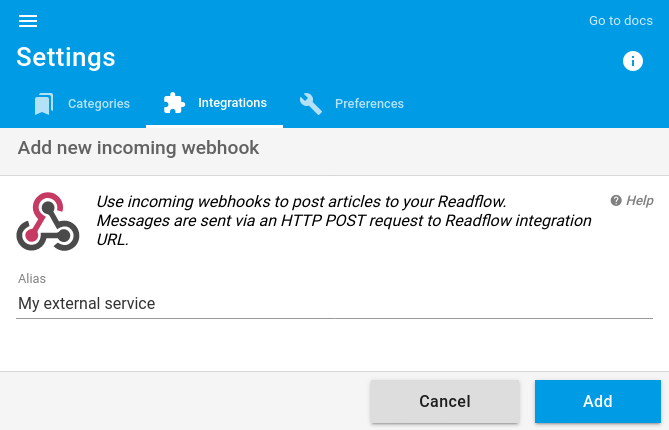 Go to docs
Settings
Categories
Integrations
Preferences
Add new incoming webhook
Use incoming webhooks to post articles to your Readflow.
Messages are sent via an HTTP POST request to Readflow integration
URL.
Help
Alias
My external service
Cancel
Add